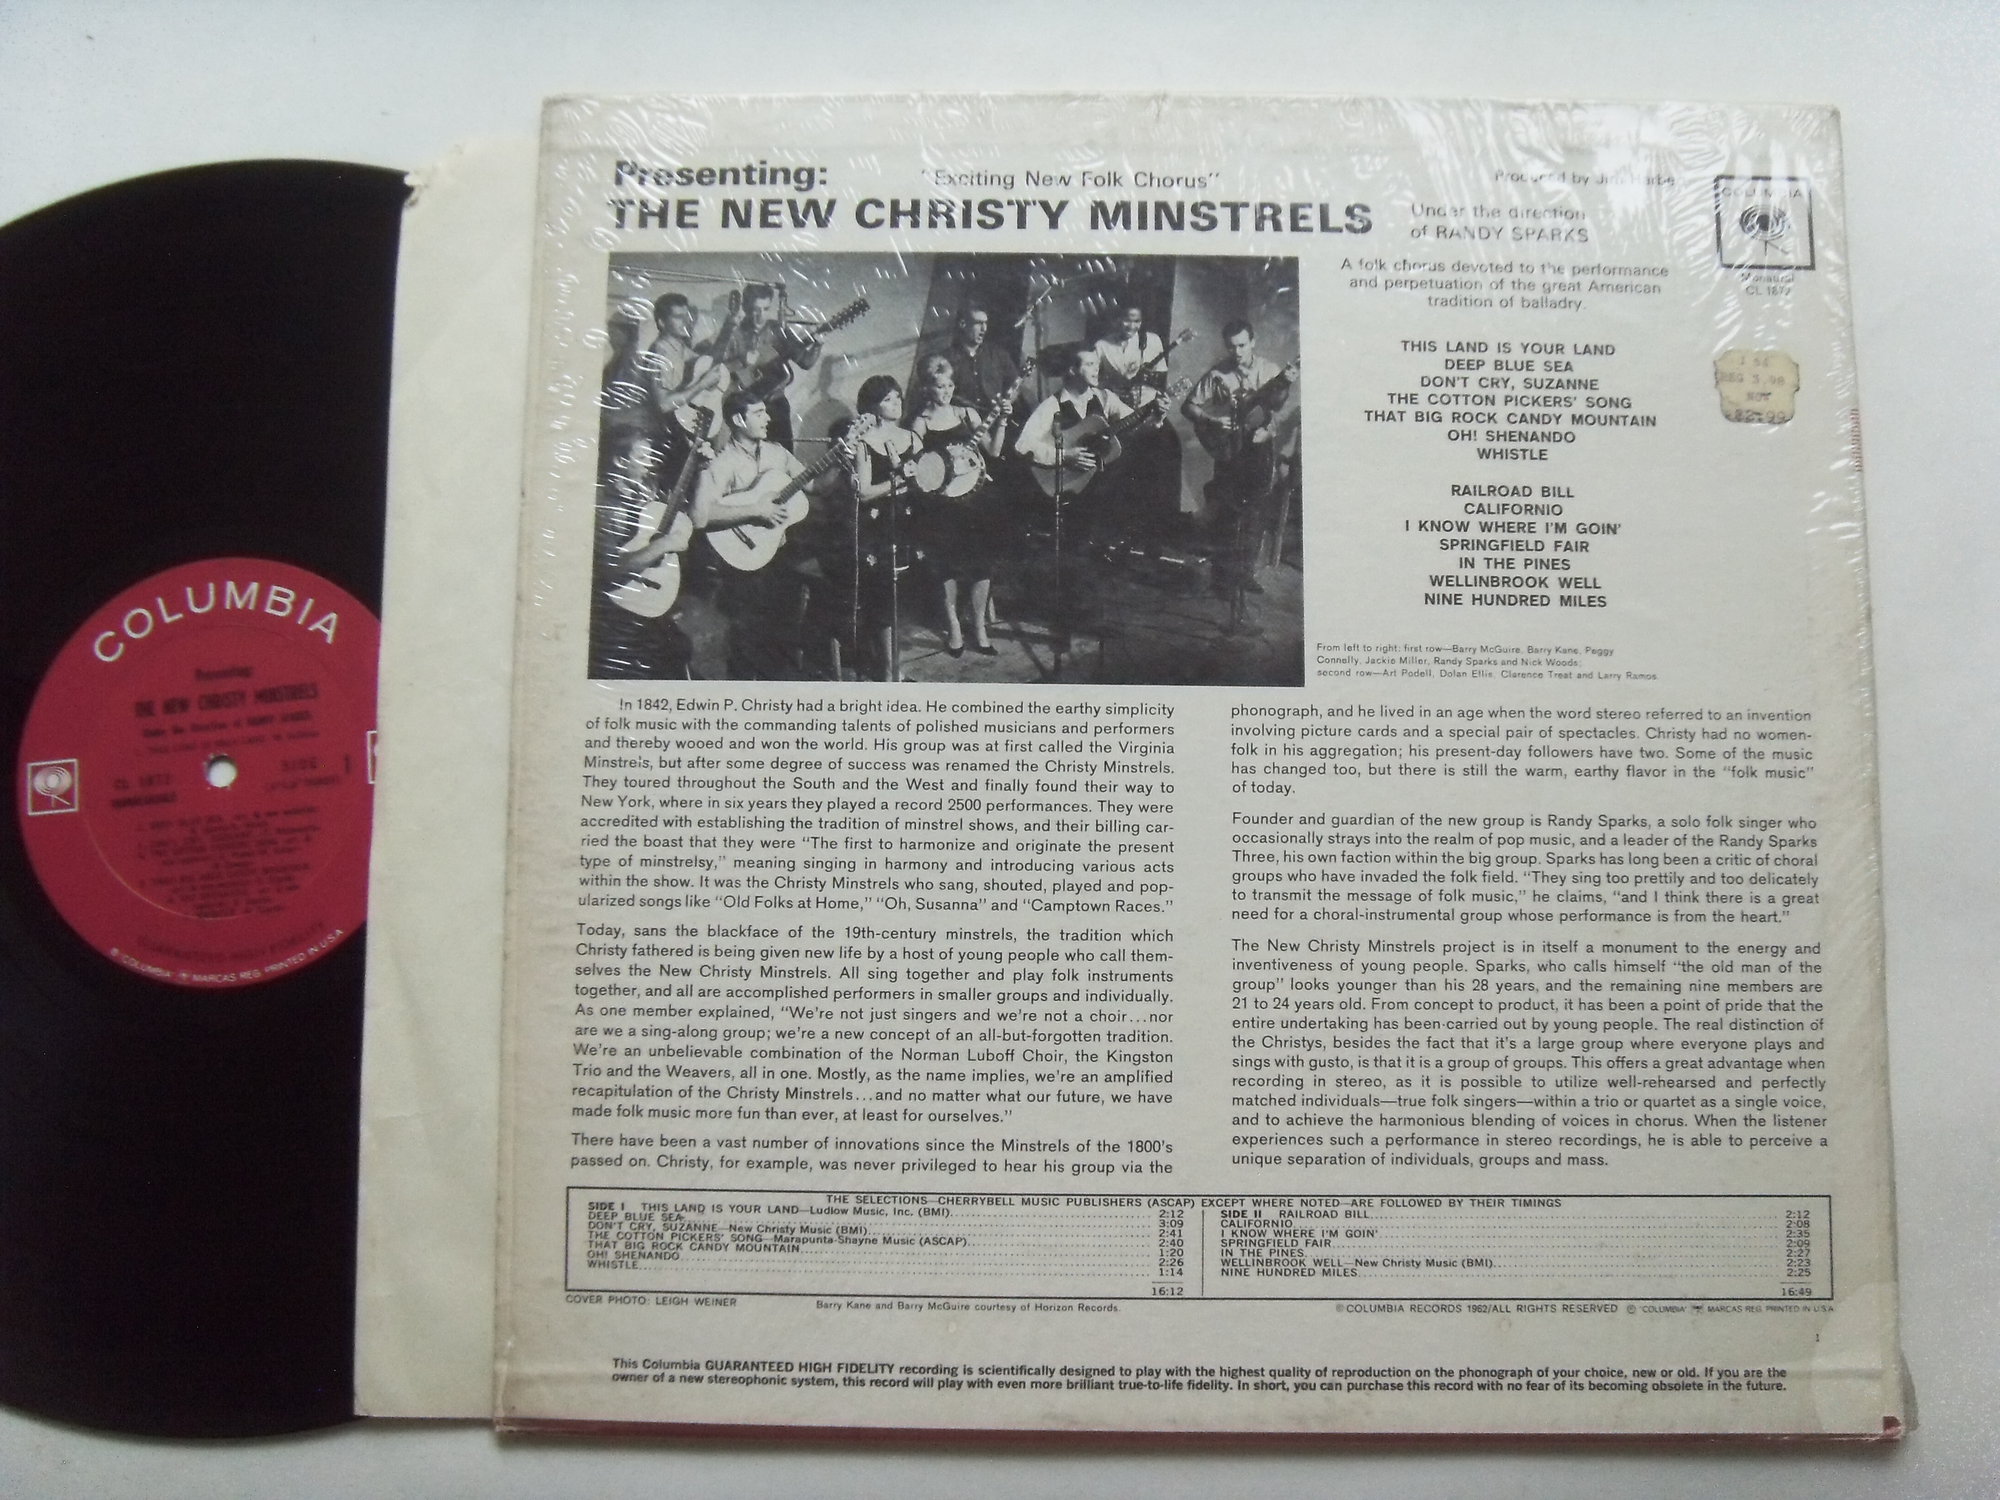 Presenting:
"Exciting New Folk Chorus"
THE NEW CHRISTY MINSTRELS
Produced by
Under the direction
of RANDY SPARKS
COLUMBIA
CL 1872
A folk chorus devoted to the performance
and perpetuation of the great American
tradition of balladry.
THIS LAND IS YOUR LAND
DEEP BLUE SEA
DON'T CRY, SUZANNE
THE COTTON PICKERS' SONG
THAT BIG ROCK CANDY MOUNTAIN
OH! SHENANDO
WHISTLE
RAILROAD BILL
CALIFORNIO
I KNOW WHERE I'M GOIN'
SPRINGFIELD FAIR
IN THE PINES
WELLINBROOK WELL
NINE HUNDRED MILES
From left to right: first row—Barry McGuire, Barry Kane, Peggy
Connelly, Jackie Miller, Randy Sparks and Nick Woods;
second row—Art Podell, Dolan Ellis, Clarence Treat and Larry Ramos.
In 1842, Edwin P. Christy had a bright idea. He combined the earthy simplicity
of folk music with the commanding talents of polished musicians and performers
and thereby wooed and won the world. His group was at first called the Virginia
Minstrels, but after some degree of success was renamed the Christy Minstrels.
They toured throughout the South and the West and finally found their way to
New York, where in six years they played a record 2500 performances. They were
accredited with establishing the tradition of minstrel shows, and their billing car-
ried the boast that they were "The first to harmonize and originate the present
type of minstrelsy," meaning singing in harmony and introducing various acts
within the show. It was the Christy Minstrels who sang, shouted, played and pop-
ularized songs like "Old Folks at Home," "Oh, Susanna" and "Camptown Races."
Today, sans the blackface of the 19th-century minstrels, the tradition which
Christy fathered is being given new life by a host of young people who call them-
selves the New Christy Minstrels. All sing together and play folk instruments
together, and all are accomplished performers in smaller groups and individually.
As one member explained, "We're not just singers and we're not a choir...nor
are we a sing-along group; we're a new concept of an all-but-forgotten tradition.
We're an unbelievable combination of the Norman Luboff Choir, the Kingston
Trio and the Weavers, all in one. Mostly, as the name implies, we're an amplified
recapitulation of the Christy Minstrels...and no matter what our future, we have
made folk music more fun than ever, at least for ourselves."
There have been a vast number of innovations since the Minstrels of the 1800's
passed on. Christy, for example, was never privileged to hear his group via the
phonograph, and he lived in an age when the word stereo referred to an invention
involving picture cards and a special pair of spectacles. Christy had no women-
folk in his aggregation; his present-day followers have two. Some of the music
has changed too, but there is still the warm, earthy flavor in the "folk music"
of today.
Founder and guardian of the new group is Randy Sparks, a solo folk singer who
occasionally strays into the realm of pop music, and a leader of the Randy Sparks
Three, his own faction within the big group. Sparks has long been a critic of choral
groups who have invaded the folk field. "They sing too prettily and too delicately
to transmit the message of folk music," he claims, "and I think there is a great
need for a choral-instrumental group whose performance is from the heart."
The New Christy Minstrels project is in itself a monument to the energy and
inventiveness of young people. Sparks, who calls himself "the old man of the
group" looks younger than his 28 years, and the remaining nine members are
21 to 24 years old. From concept to product, it has been a point of pride that the
entire undertaking has been carried out by young people. The real distinction of
the Christys, besides the fact that it's a large group where everyone plays and
sings with gusto, is that it is a group of groups. This offers a great advantage when
recording in stereo, as it is possible to utilize well-rehearsed and perfectly
matched individuals—true folk singers—within a trio or quartet as a single voice,
and to achieve the harmonious blending of voices in chorus. When the listener
experiences such a performance in stereo recordings, he is able to perceive a
unique separation of individuals, groups and mass.
THE SELECTIONS—CHERRYBELL MUSIC PUBLISHERS (ASCAP) EXCEPT WHERE NOTED—ARE FOLLOWED BY THEIR TIMINGS
SIDE I THIS LAND IS YOUR LAND—Ludlow Music, Inc. (BMI) 2:12
DEEP BLUE SEA 3:09
DON'T CRY, SUZANNE—New Christy Music (BMI) 2:41
THE COTTON PICKERS' SONG—Marapunta-Shayne Music (ASCAP) 2:40
THAT BIG ROCK CANDY MOUNTAIN 1:20
OH! SHENANDO 2:26
WHISTLE 1:14
16:12
SIDE II RAILROAD BILL 2:12
CALIFORNIO 2:08
I KNOW WHERE I'M GOIN' 2:35
SPRINGFIELD FAIR 2:09
IN THE PINES 2:27
WELLINBROOK WELL—New Christy Music (BMI) 2:23
NINE HUNDRED MILES 2:25
16:49
COVER PHOTO: LEIGH WEINER
Barry Kane and Barry McGuire courtesy of Horizon Records.
© COLUMBIA RECORDS 1962/ALL RIGHTS RESERVED ® "COLUMBIA" MARCAS REG. PRINTED IN U.S.A.
1
This Columbia GUARANTEED HIGH FIDELITY recording is scientifically designed to play with the highest quality of reproduction on the phonograph of your choice, new or old. If you are the
owner of a new stereophonic system, this record will play with even more brilliant true-to-life fidelity. In short, you can purchase this record with no fear of its becoming obsolete in the future.
COLUMBIA
Presenting:
THE NEW CHRISTY MINSTRELS
CL 1872
SIDE 1
® "COLUMBIA" MARCAS REG. PRINTED IN U.S.A.